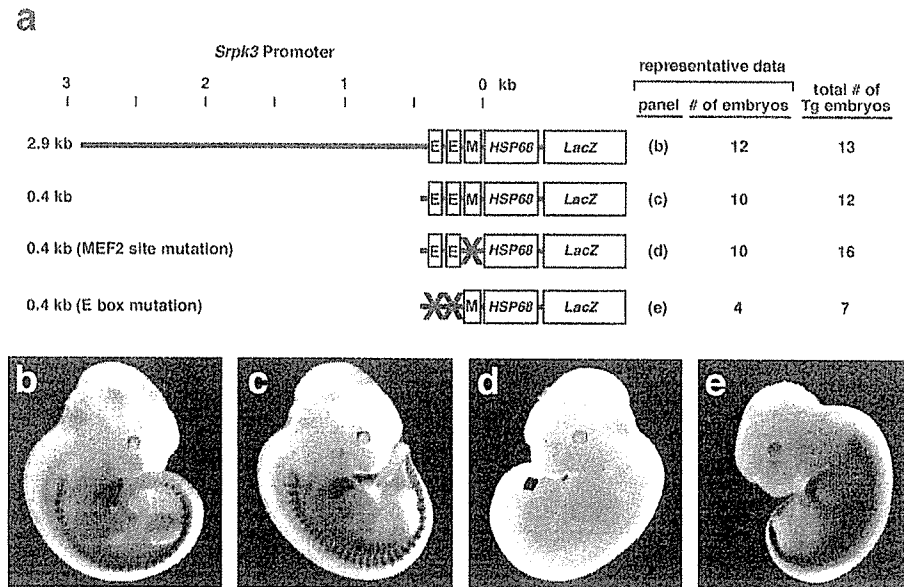 a
Srpk3 Promoter
3 2 1 0 kb
representative data
panel # of embryos
total # of
Tg embryos
2.9 kb E E M HSP68 LacZ (b) 12 13
0.4 kb E E M HSP68 LacZ (c) 10 12
0.4 kb (MEF2 site mutation) E E HSP68 LacZ (d) 10 16
0.4 kb (E box mutation) M HSP68 LacZ (e) 4 7
b c d e